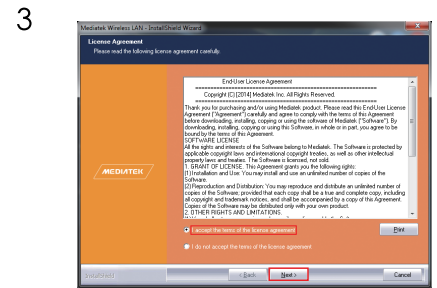 3
Mediatek Wireless LAN - InstallShield Wizard
License Agreement
Please read the following license agreement carefully.
End-User License Agreement
Copyright (C) [2014] Mediatek Inc. All Rights Reserved.
Thank you for purchasing and/or using Mediatek product. Please read this End-User License
Agreement ("Agreement") carefully and agree to comply with the terms of this Agreement
before downloading, installing, copying or using the software of Mediatek ("Software"). By
downloading, installing, copying or using this Software, in whole or in part, you agree to be
bound by the terms of this Agreement.
SOFTWARE LICENSE
All the rights and interests of the Software belong to Mediatek. The Software is protected by
applicable copyright laws and international copyright treaties, as well as other intellectual
property laws and treaties. The Software is licensed, not sold.
1. GRANT OF LICENSE. This Agreement grants you the following rights:
(1)Installation and Use: You may install and use an unlimited number of copies of the
Software.
(2)Reproduction and Distribution: You may reproduce and distribute an unlimited number of
copies of the Software; provided that each copy shall be a true and complete copy, including
all copyright and trademark notices, and shall be accompanied by a copy of this Agreement.
Copies of the Software may be distributed only with your own product.
2. OTHER RIGHTS AND LIMITATIONS.
MEDIATEK
I accept the terms of the license agreement
Print
I do not accept the terms of the license agreement
InstallShield
< Back
Next >
Cancel